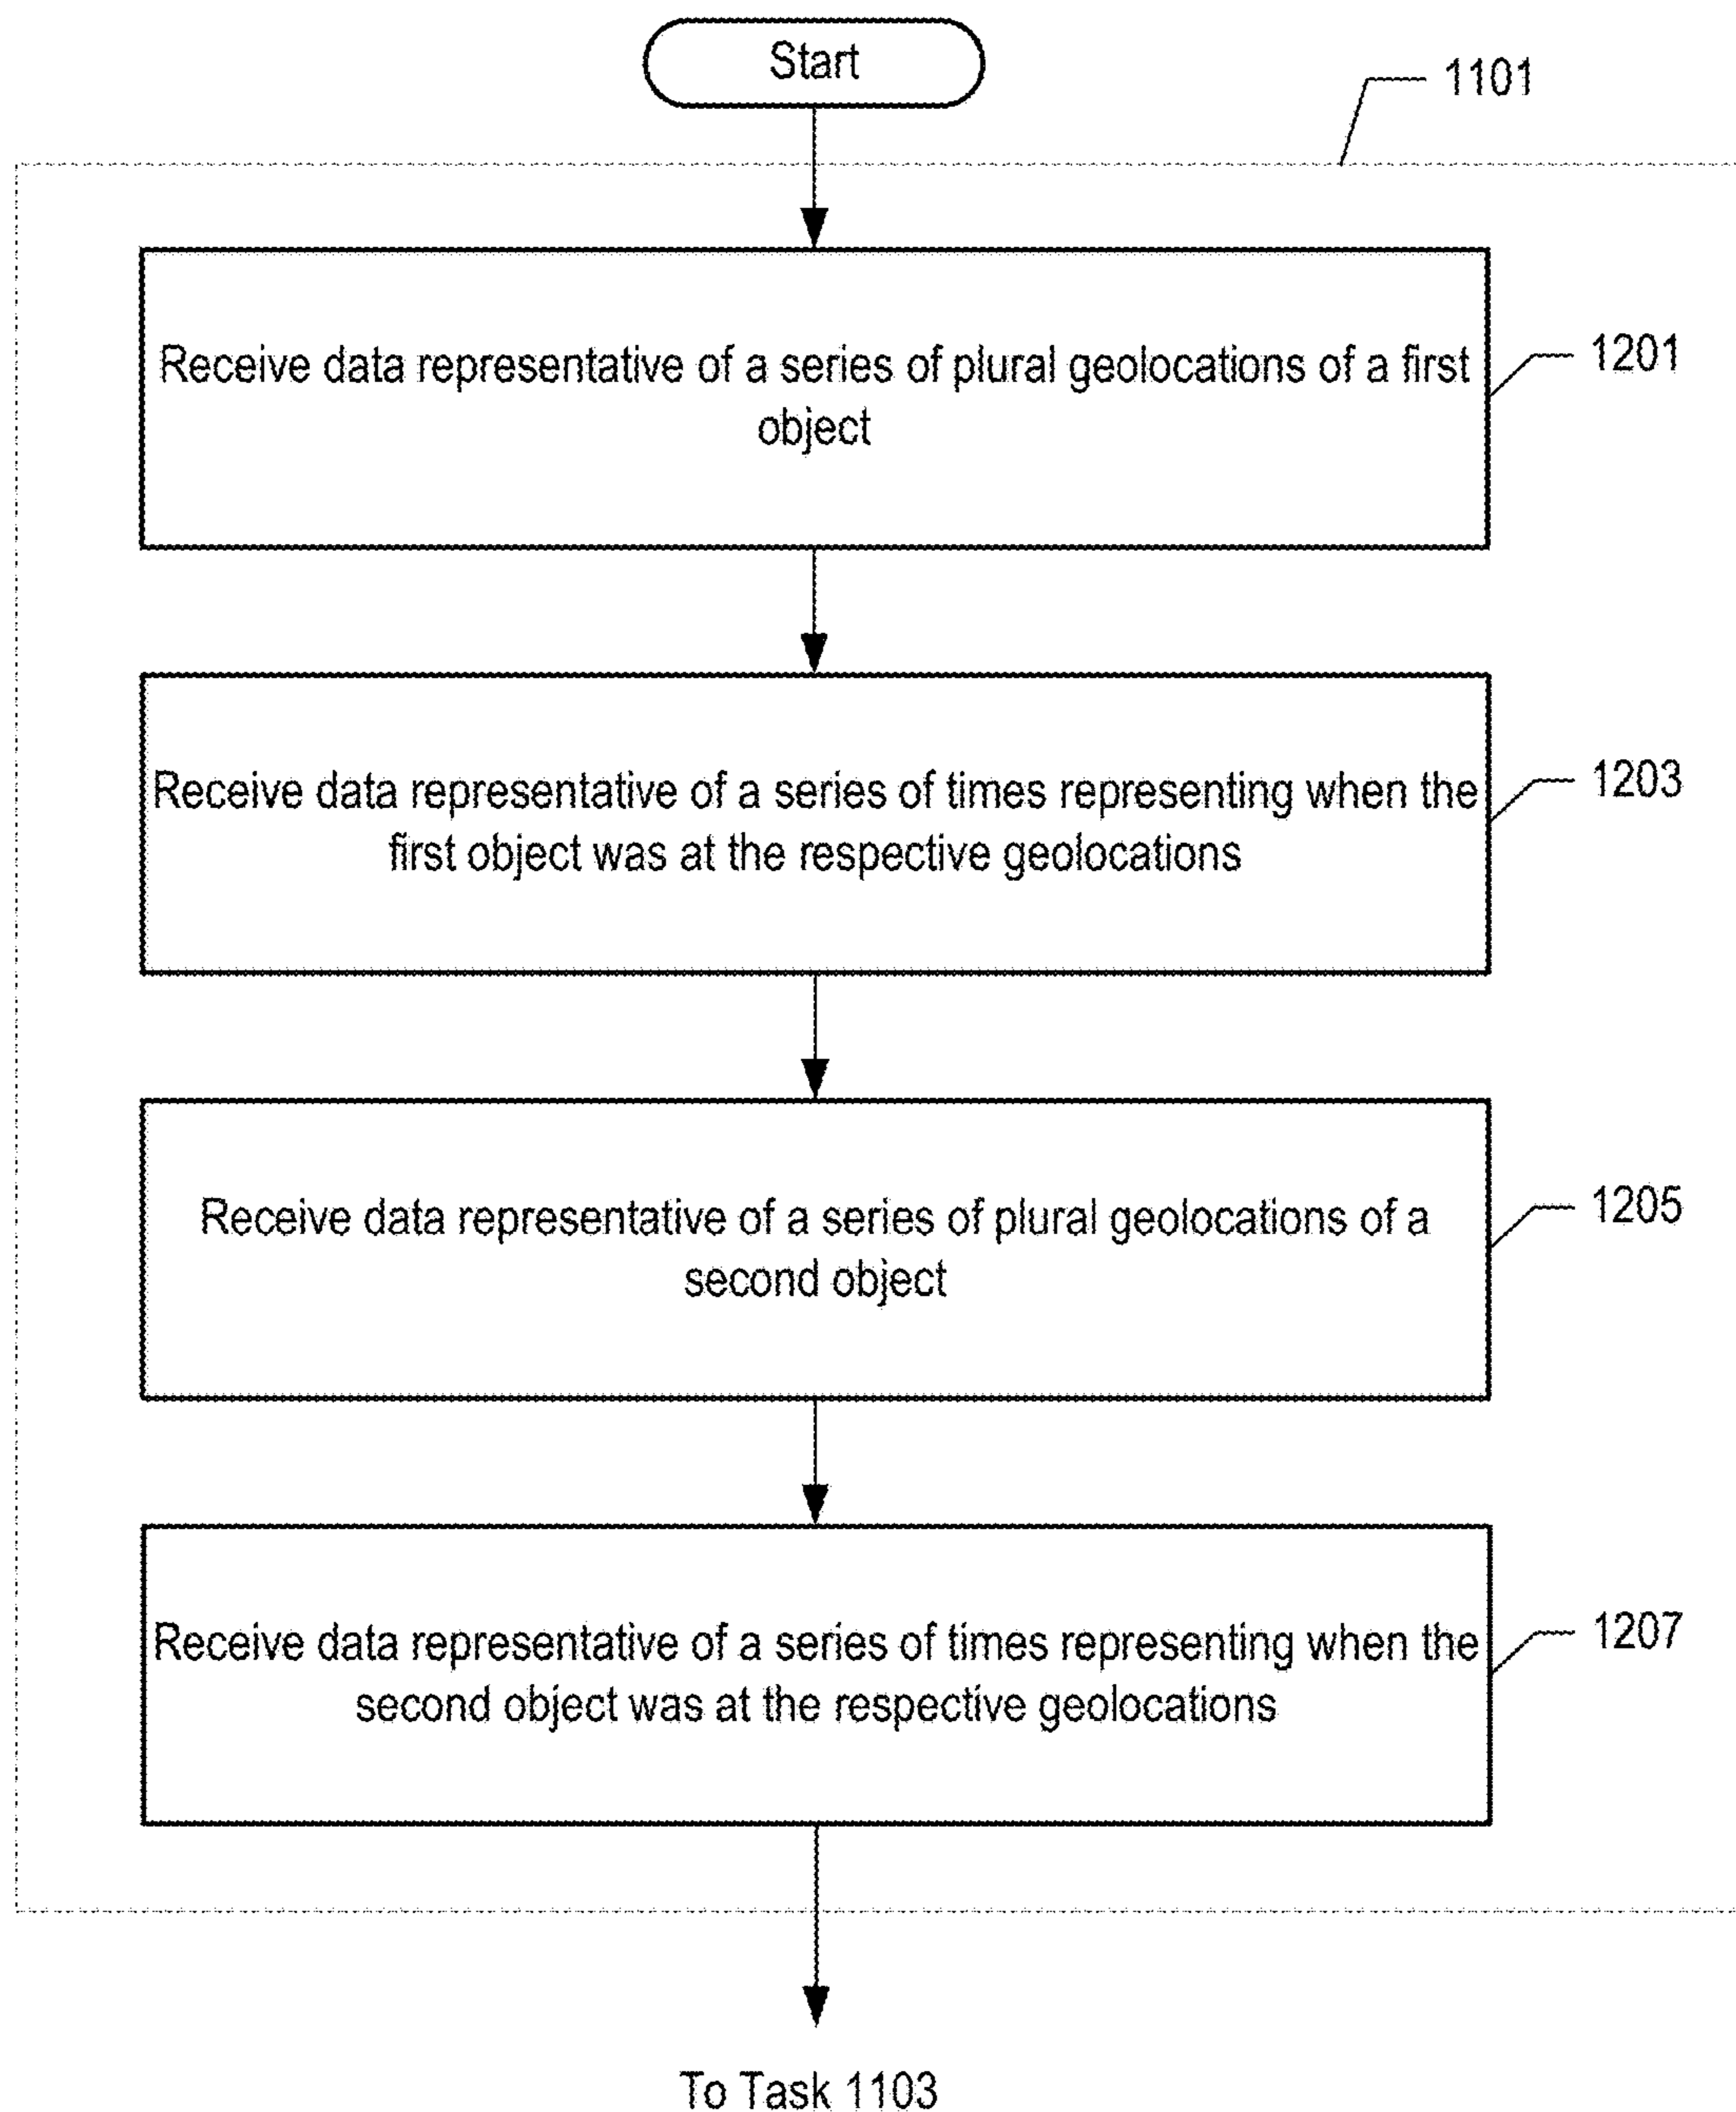 Start
1101
Receive data representative of a series of plural geolocations of a first
object
1201
Receive data representative of a series of times representing when the
first object was at the respective geolocations
1203
Receive data representative of a series of plural geolocations of a
second object
1205
Receive data representative of a series of times representing when the
second object was at the respective geolocations
1207
To Task 1103